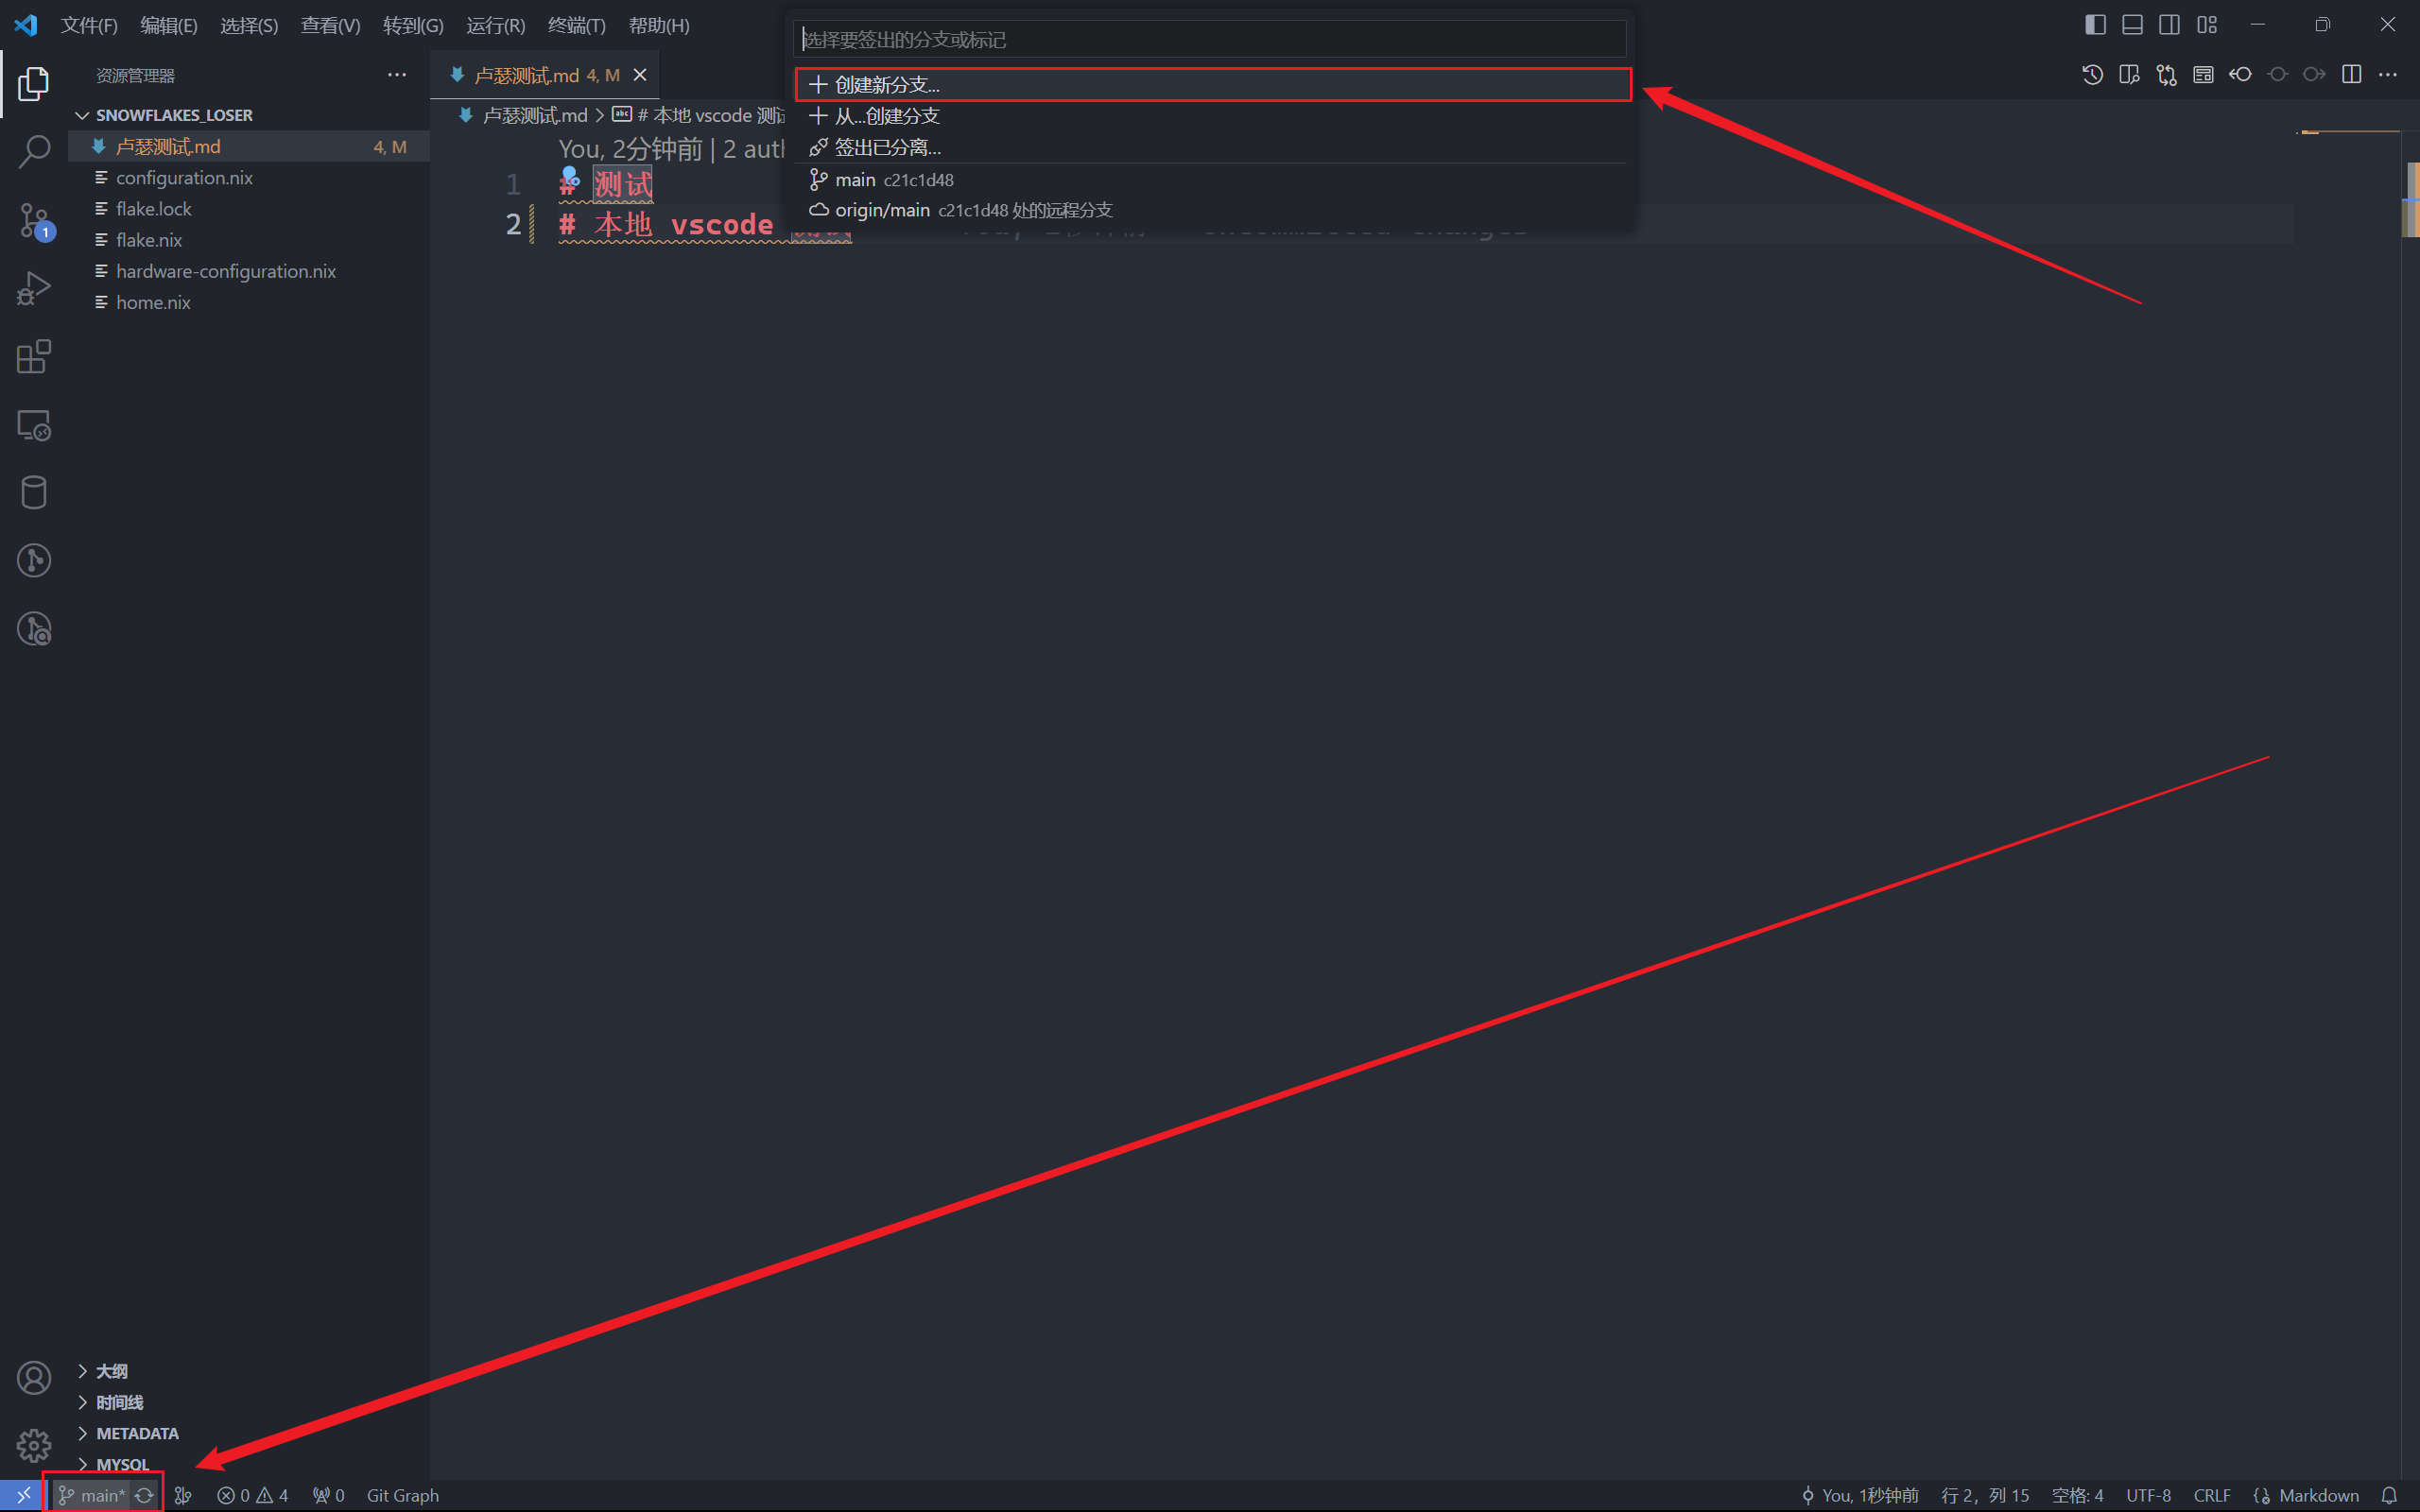 文件(F) 编辑(E) 选择(S) 查看(V) 转到(G) 运行(R) 终端(T) 帮助(H)
选择要签出的分支或标记
创建新分支...
从...创建分支
签出已分离...
main c21c1d48
origin/main c21c1d48 处的远程分支
资源管理器
SNOWFLAKES_LOSER
卢瑟测试.md 4, M
configuration.nix
flake.lock
flake.nix
hardware-configuration.nix
home.nix
1
卢瑟测试.md 4, M
卢瑟测试.md > # 本地 vscode 测试
You, 2分钟前 | 2 auth
1 # 测试
2 # 本地 vscode
大纲
时间线
METADATA
MYSQL
main* 0 4 0 Git Graph
You, 1秒钟前 行 2，列 15 空格: 4 UTF-8 CRLF Markdown